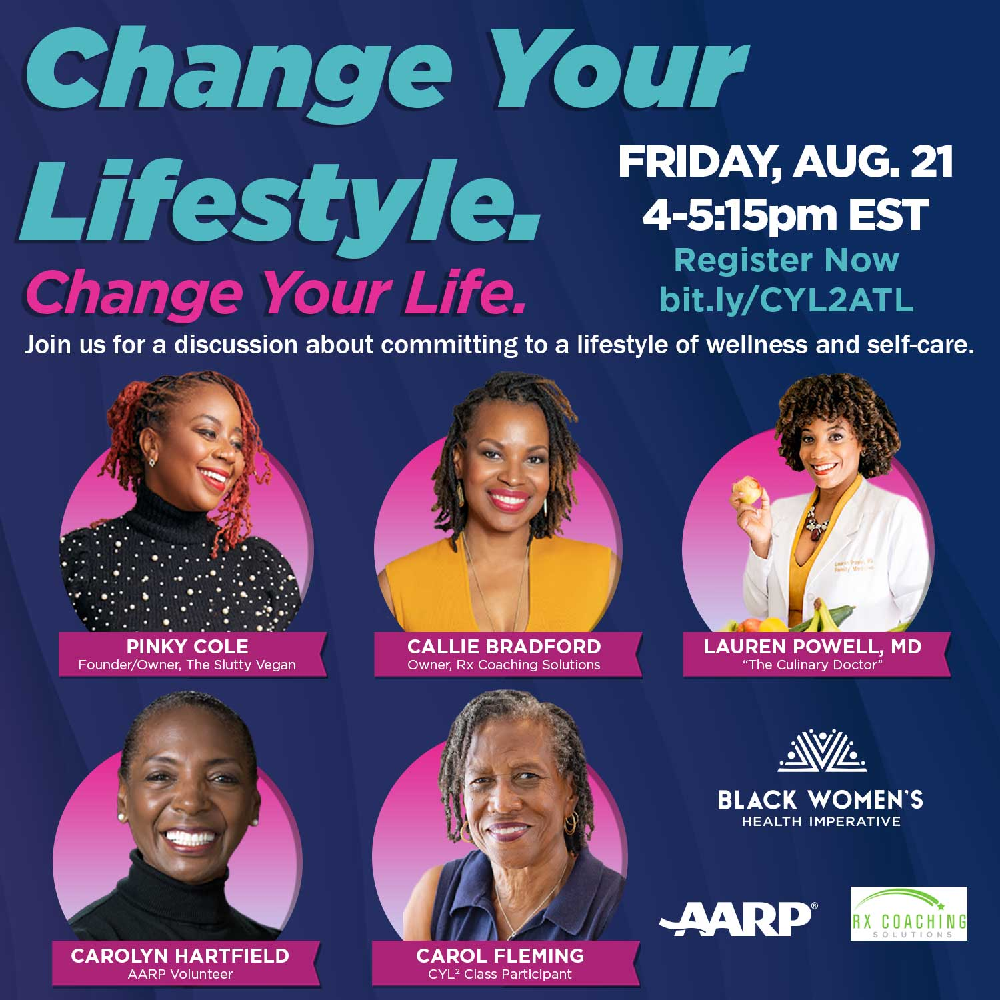 Change Your
Lifestyle.
Change Your Life.
FRIDAY, AUG. 21
4-5:15pm EST
Register Now
bit.ly/CYL2ATL
Join us for a discussion about committing to a lifestyle of wellness and self-care.
PINKY COLE
Founder/Owner, The Slutty Vegan
CALLIE BRADFORD
Owner, Rx Coaching Solutions
Family Medicine
LAUREN POWELL, MD
“The Culinary Doctor”
CAROLYN HARTFIELD
AARP Volunteer
CAROL FLEMING
CYL² Class Participant
BLACK WOMEN'S
HEALTH IMPERATIVE
AARP®
RX COACHING
SOLUTIONS